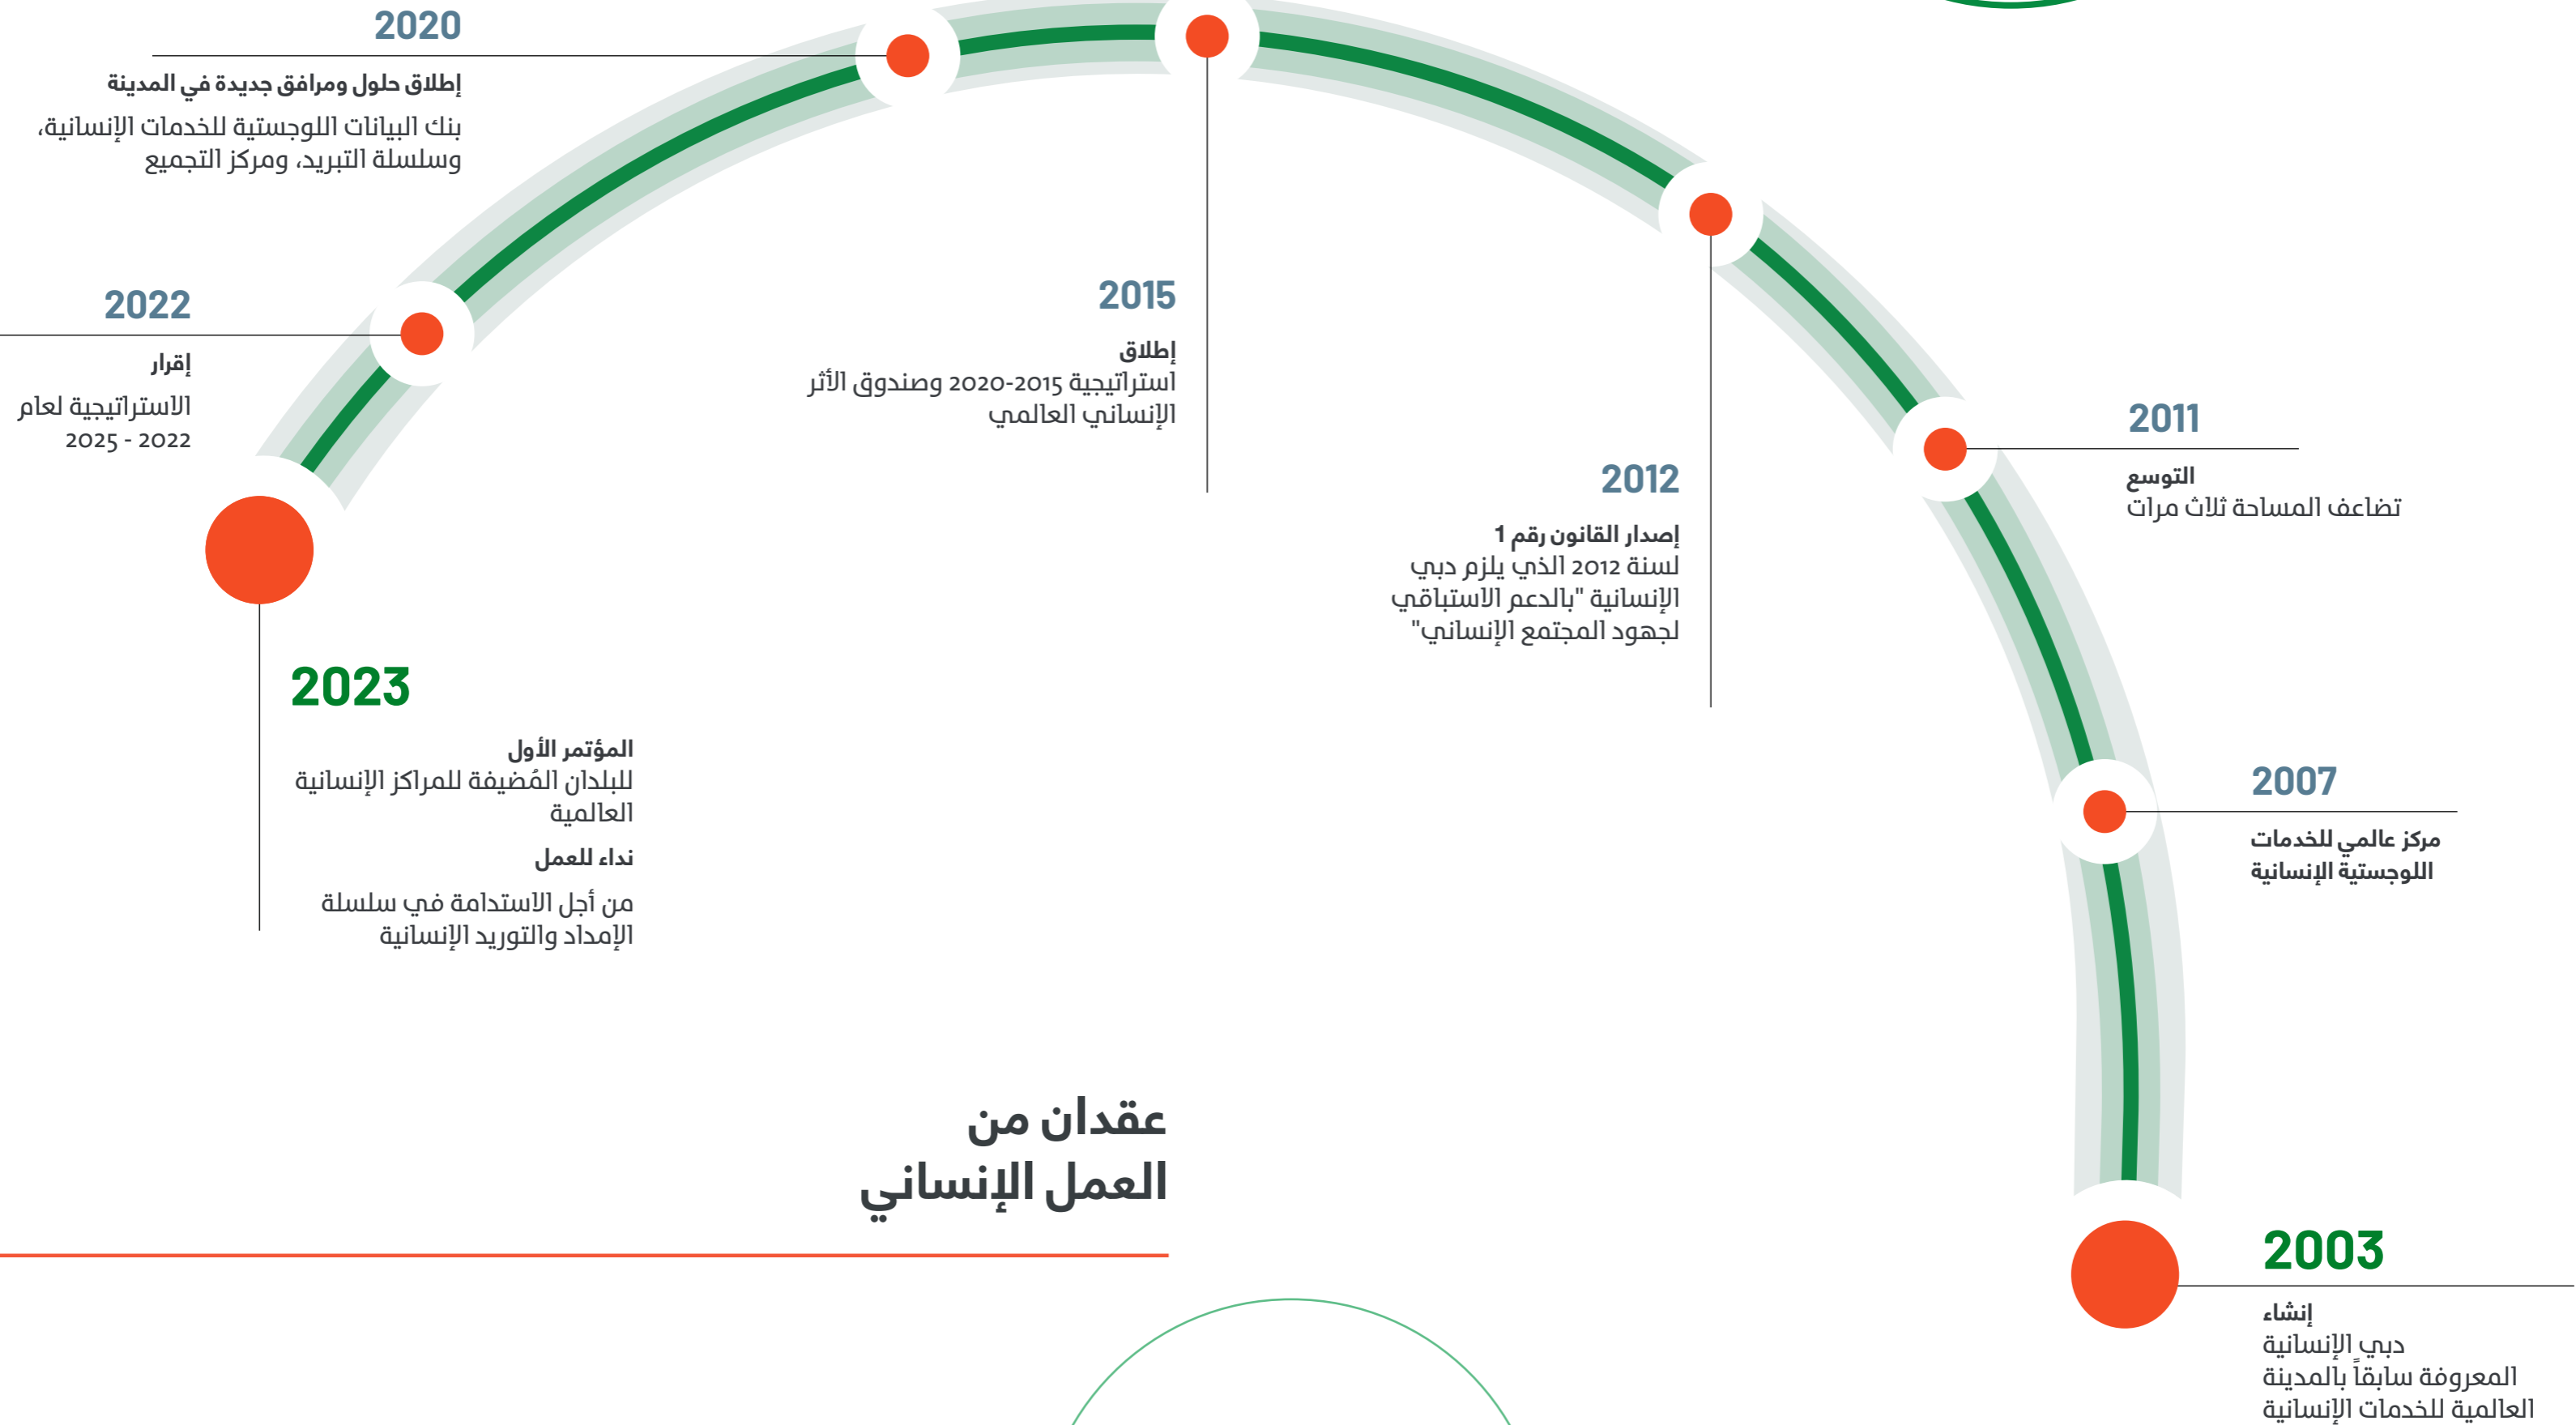 2020
إطلاق حلول ومرافق جديدة في المدينة
بنك البيانات اللوجستية للخدمات الإنسانية،
وسلسلة التبريد، ومركز التجميع
2022
إقرار
الاستراتيجية لعام
2022 - 2025
2015
إطلاق
استراتيجية 2015-2020 وصندوق الأثر
الإنساني العالمي
2012
إصدار القانون رقم 1
لسنة 2012 الذي يلزم دبي
الإنسانية "بالدعم الاستباقي
لجهود المجتمع الإنساني"
2011
التوسع
تضاعف المساحة ثلاث مرات
2007
مركز عالمي للخدمات
اللوجستية الإنسانية
2023
المؤتمر الأول
للبلدان المُضيفة للمراكز الإنسانية
العالمية
نداء للعمل
من أجل الاستدامة في سلسلة
الإمداد والتوريد الإنسانية
عقدان من
العمل الإنساني
2003
إنشاء
دبي الإنسانية
المعروفة سابقاً بالمدينة
العالمية للخدمات الإنسانية